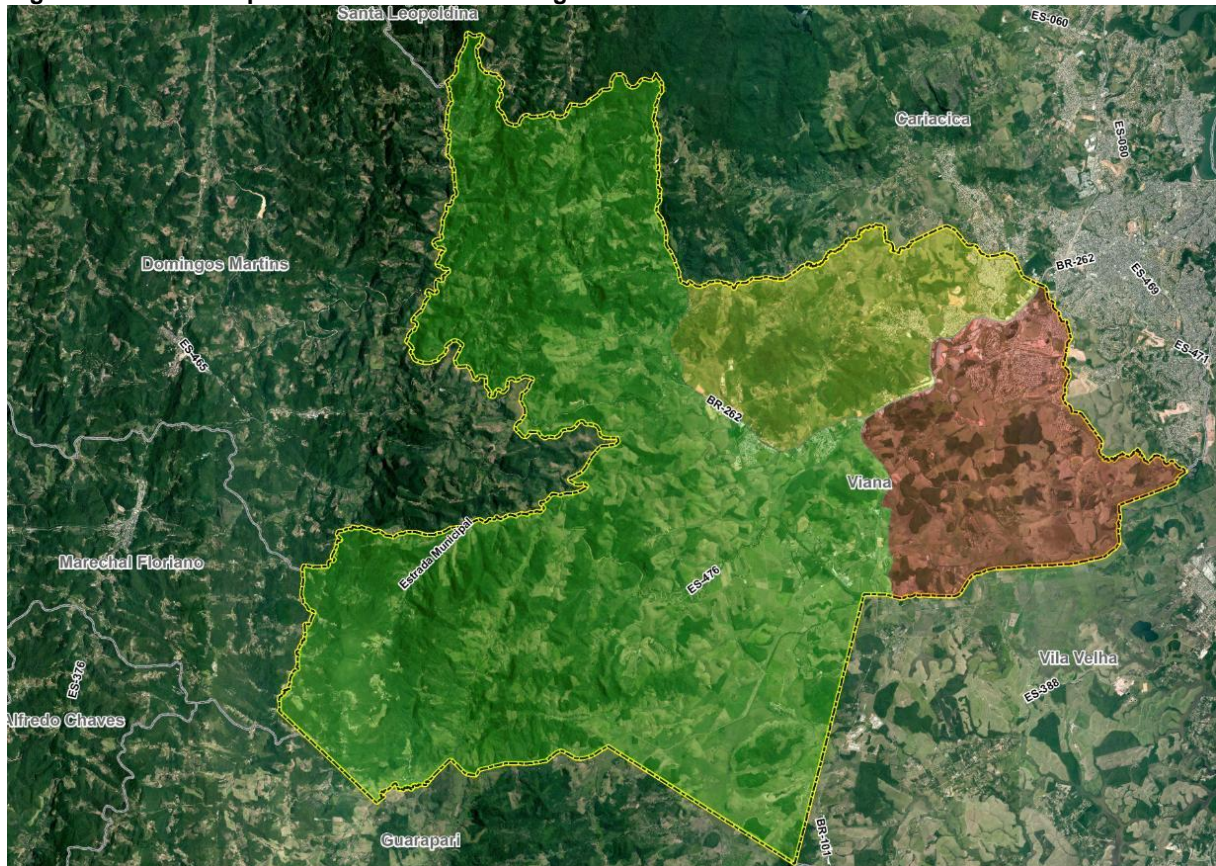 Santa Leopoldina
ES-060
Cariacica
ES-080
Domingos Martins
BR-262
ES-469
ES-465
ES-471
BR-262
Viana
Estrada Municipal
Marechal Floriano
ES-476
Vila Velha
ES-376
ES-388
Alfredo Chaves
Guarapari
BR-101